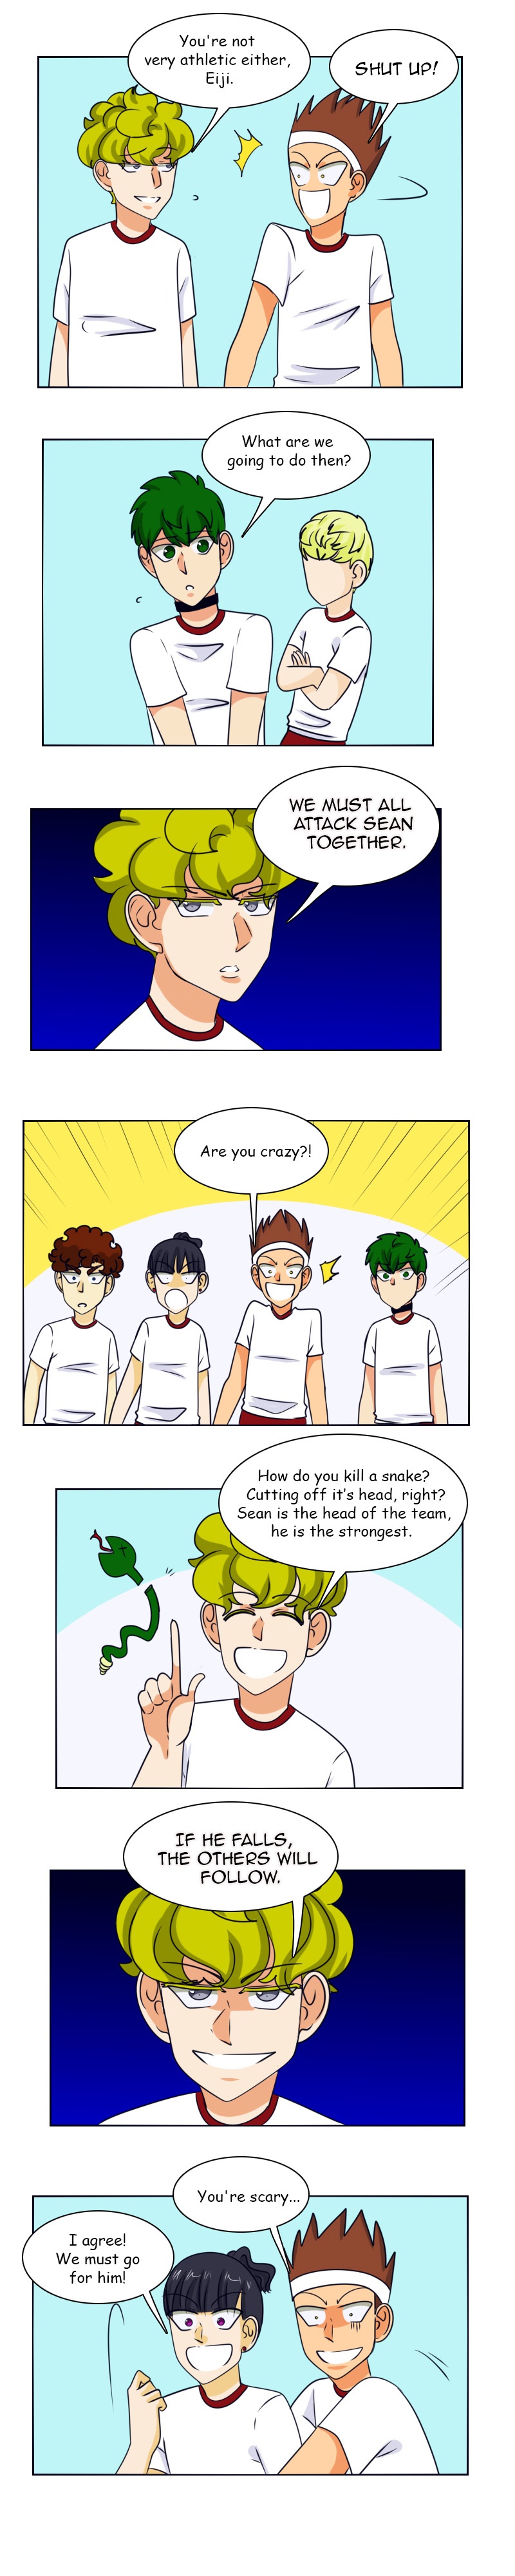 You're not
very athletic either,
Eiji.
SHUT UP!
What are we
going to do then?
WE MUST ALL
ATTACK SEAN
TOGETHER.
Are you crazy?!
How do you kill a snake?
Cutting off it's head, right?
Sean is the head of the team,
he is the strongest.
IF HE FALLS,
THE OTHERS WILL
FOLLOW.
You're scary...
I agree!
We must go
for him!